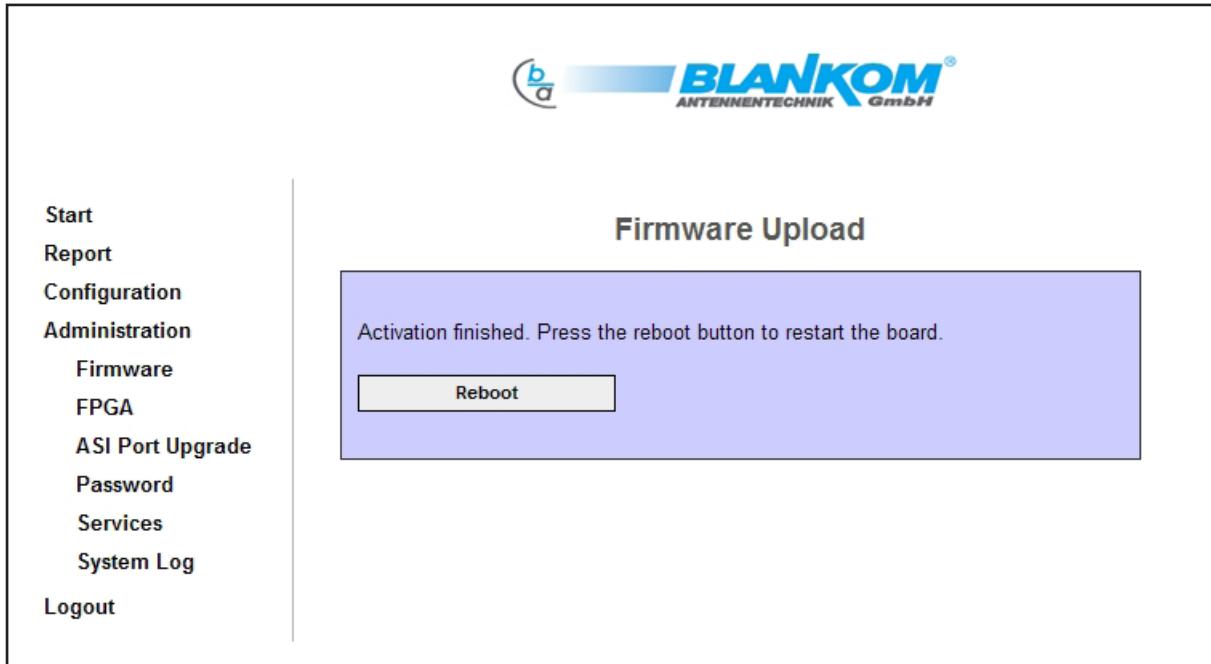 b
a
BLANKOM®
ANTENNENTECHNIK GmbH
Start
Report
Configuration
Administration
Firmware
FPGA
ASI Port Upgrade
Password
Services
System Log
Logout
Firmware Upload
Activation finished. Press the reboot button to restart the board.
Reboot